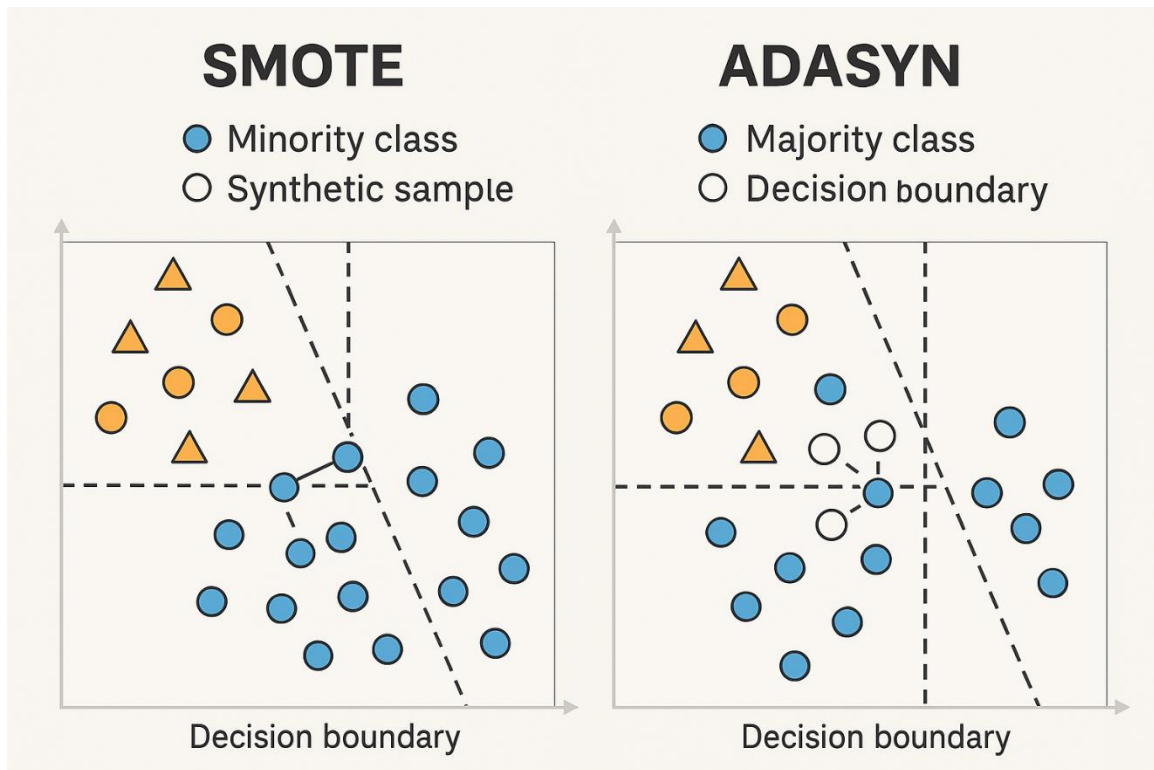 SMOTE
Minority class
Synthetic sample
Decision boundary
ADASYN
Majority class
Decision boundary
Decision boundary